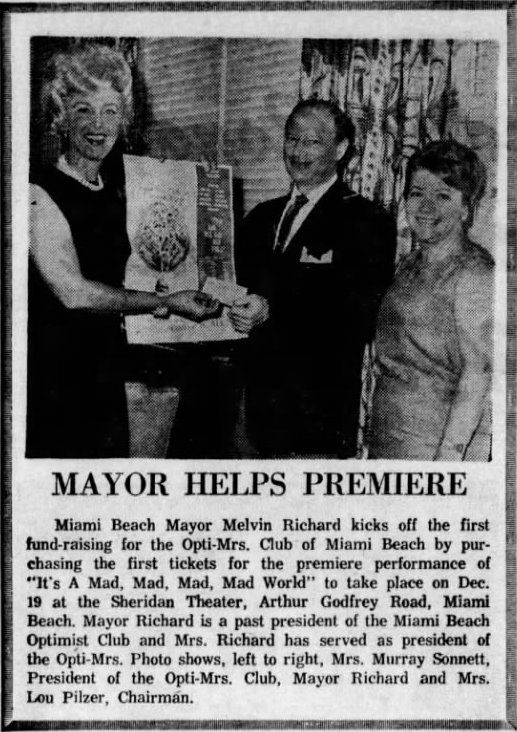 MAYOR HELPS PREMIERE
Miami Beach Mayor Melvin Richard kicks off the first
fund-raising for the Opti-Mrs. Club of Miami Beach by pur-
chasing the first tickets for the premiere performance of
"It's A Mad, Mad, Mad, Mad World" to take place on Dec.
19 at the Sheridan Theater, Arthur Godfrey Road, Miami
Beach. Mayor Richard is a past president of the Miami Beach
Optimist Club and Mrs. Richard has served as president of
the Opti-Mrs. Photo shows, left to right, Mrs. Murray Sonnett,
President of the Opti-Mrs. Club, Mayor Richard and Mrs.
Lou Pilzer, Chairman.